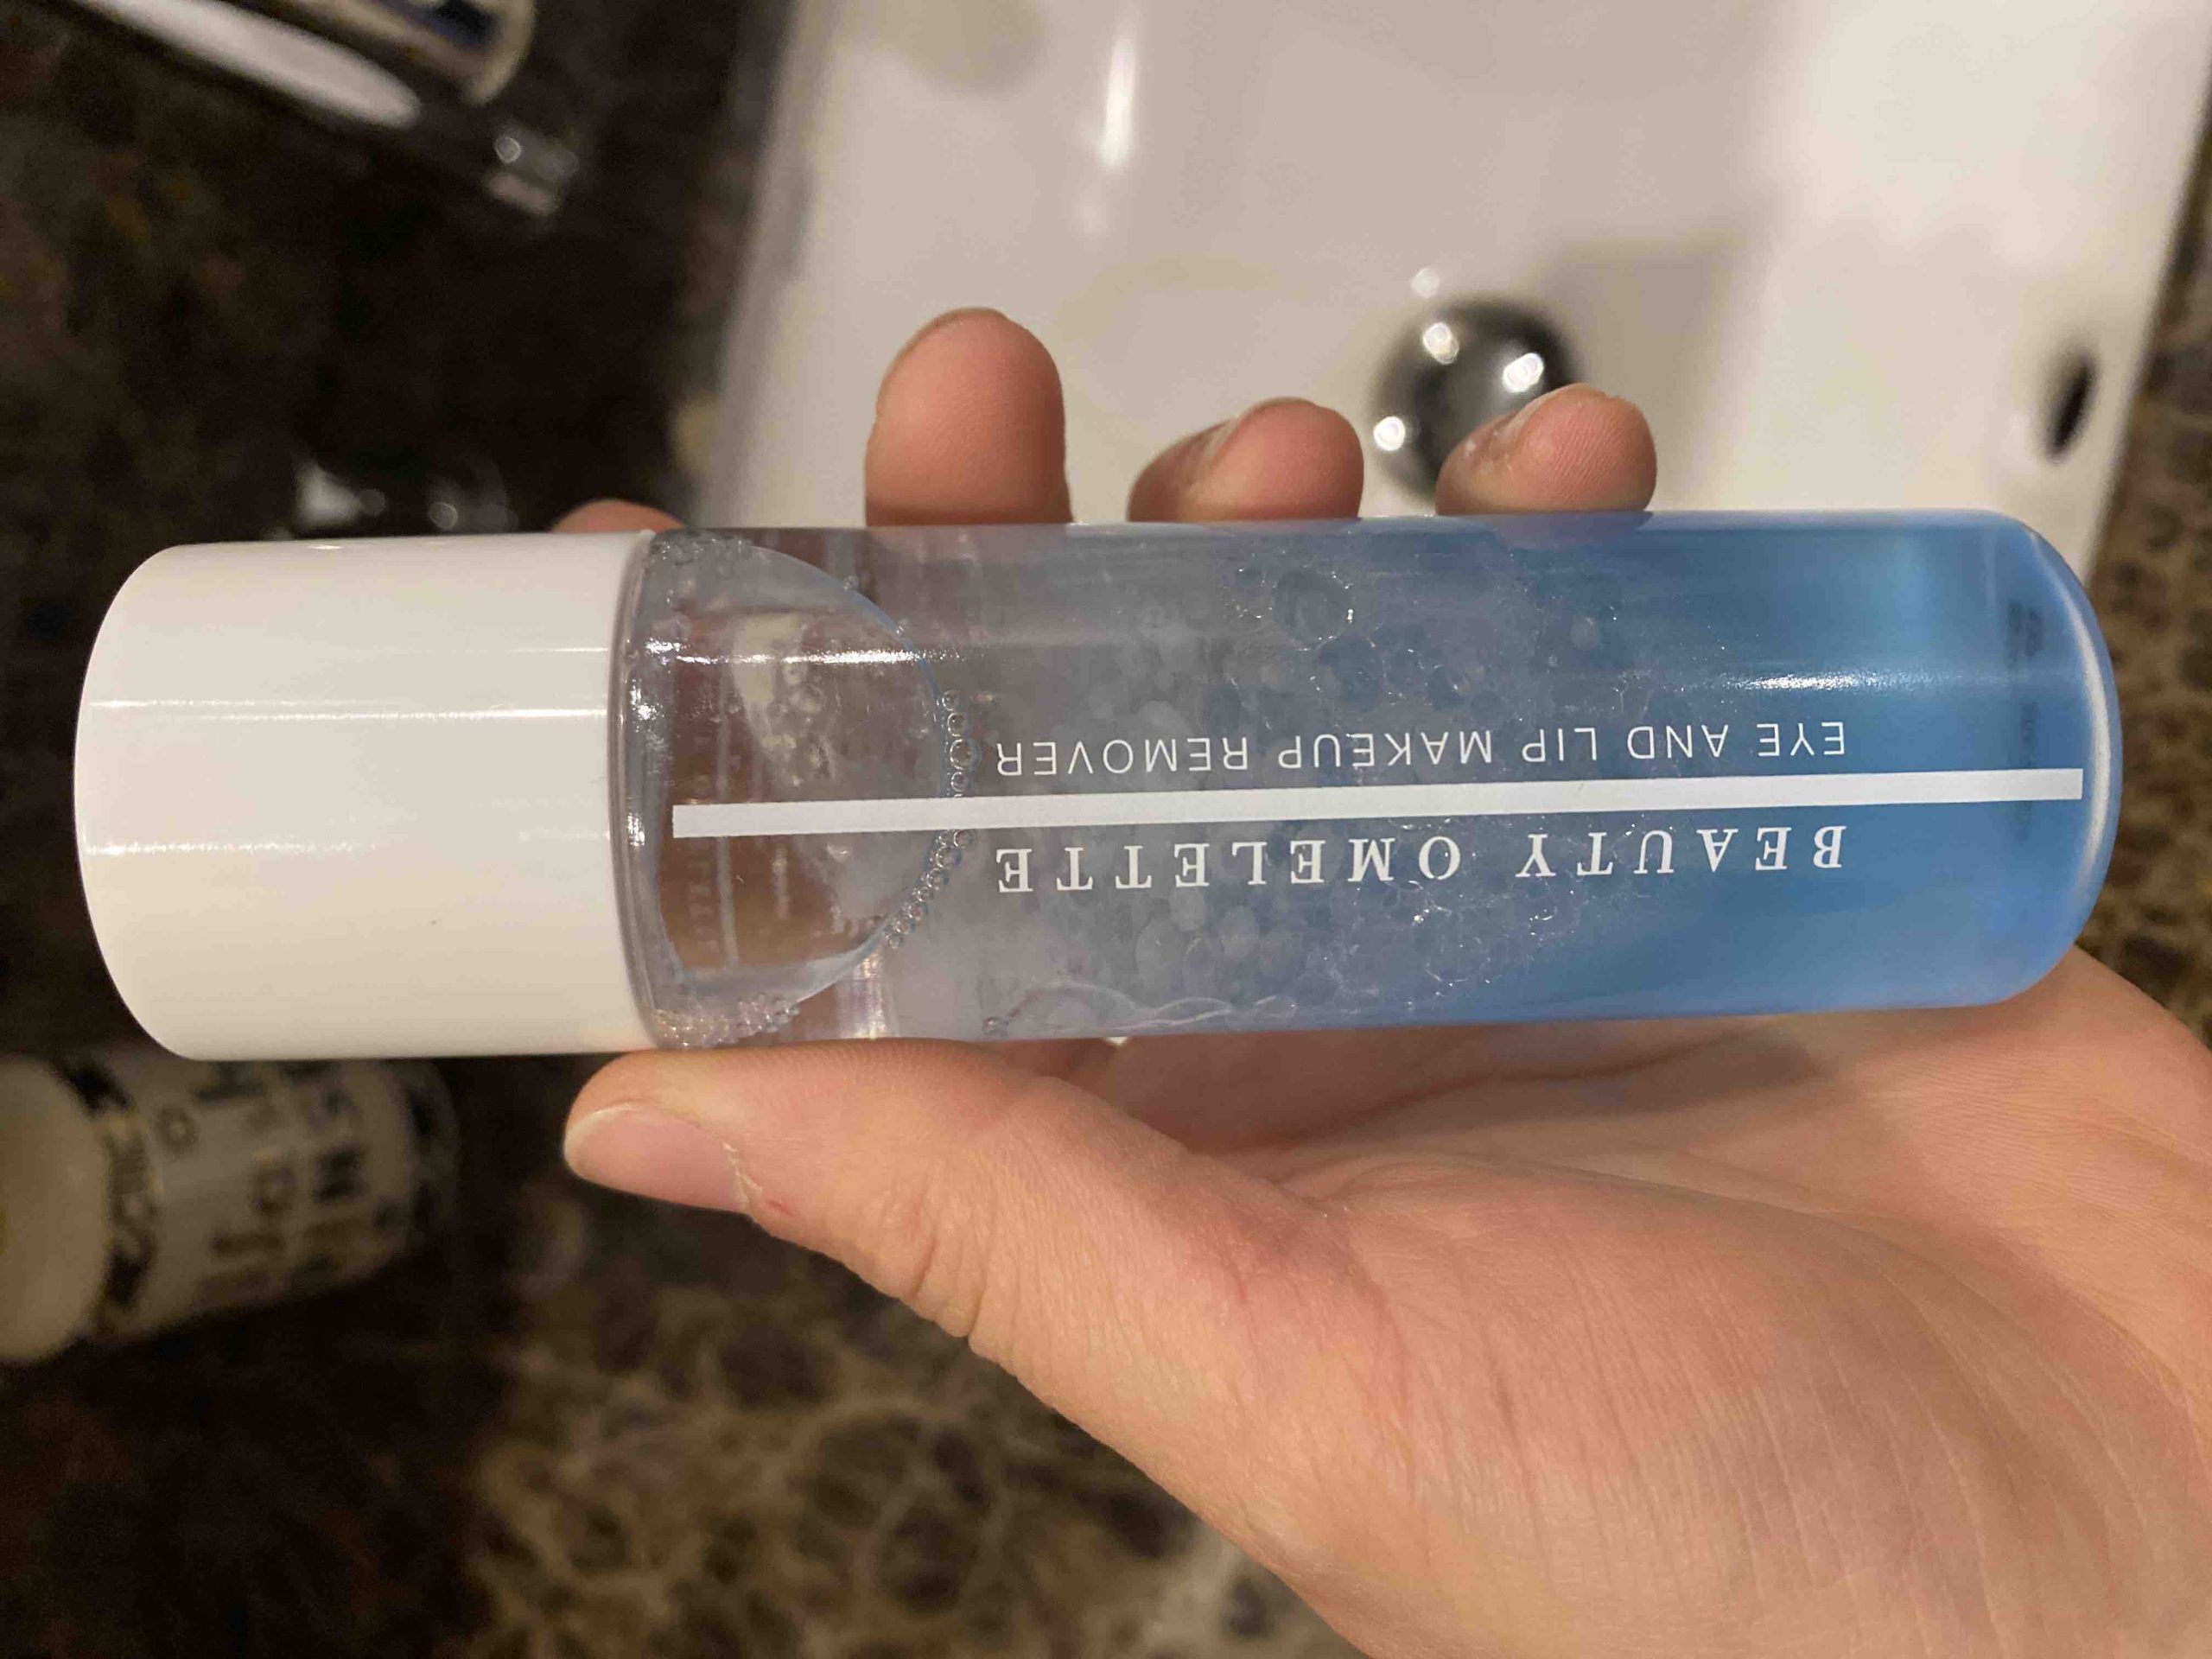 BEAUTY OMELETTE
EYE AND LIP MAKEUP REMOVER